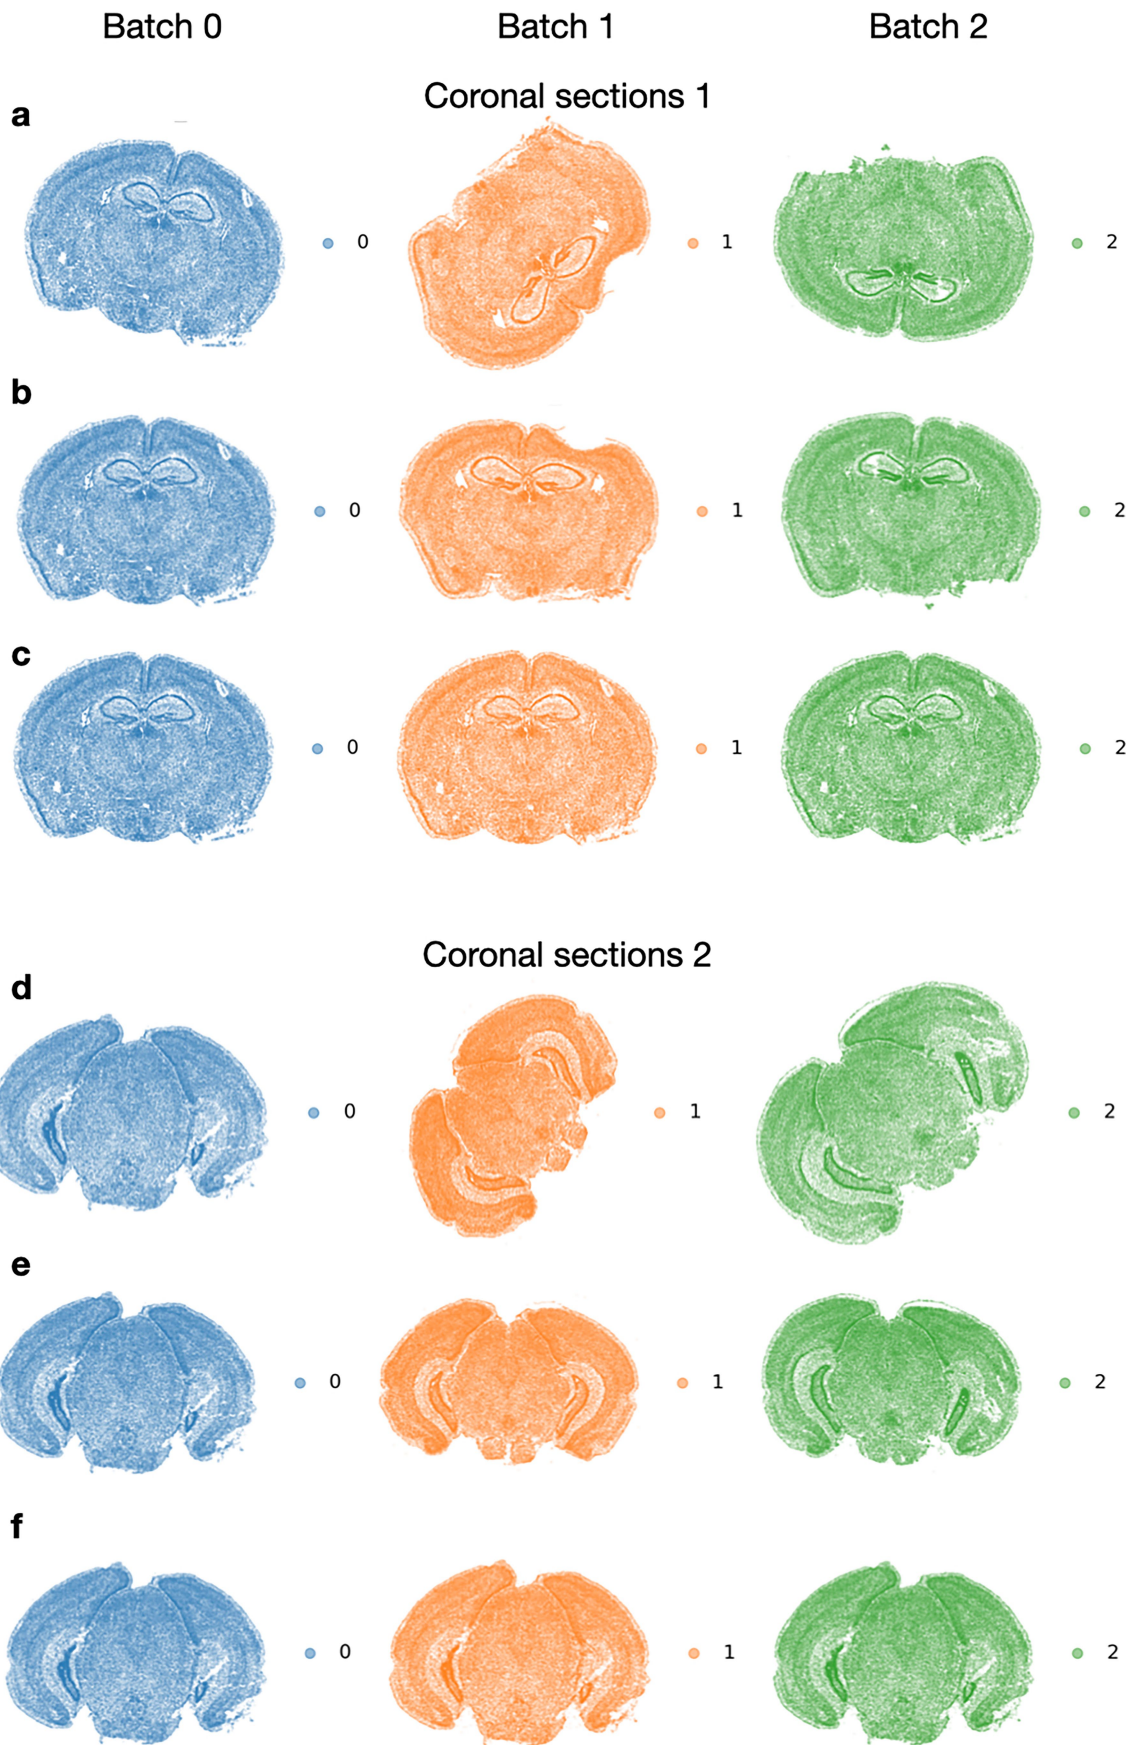 Batch 0 Batch 1 Batch 2
Coronal sections 1
a
0 1 2
b
0 1 2
c
0 1 2
Coronal sections 2
d
0 1 2
e
0 1 2
f
0 1 2